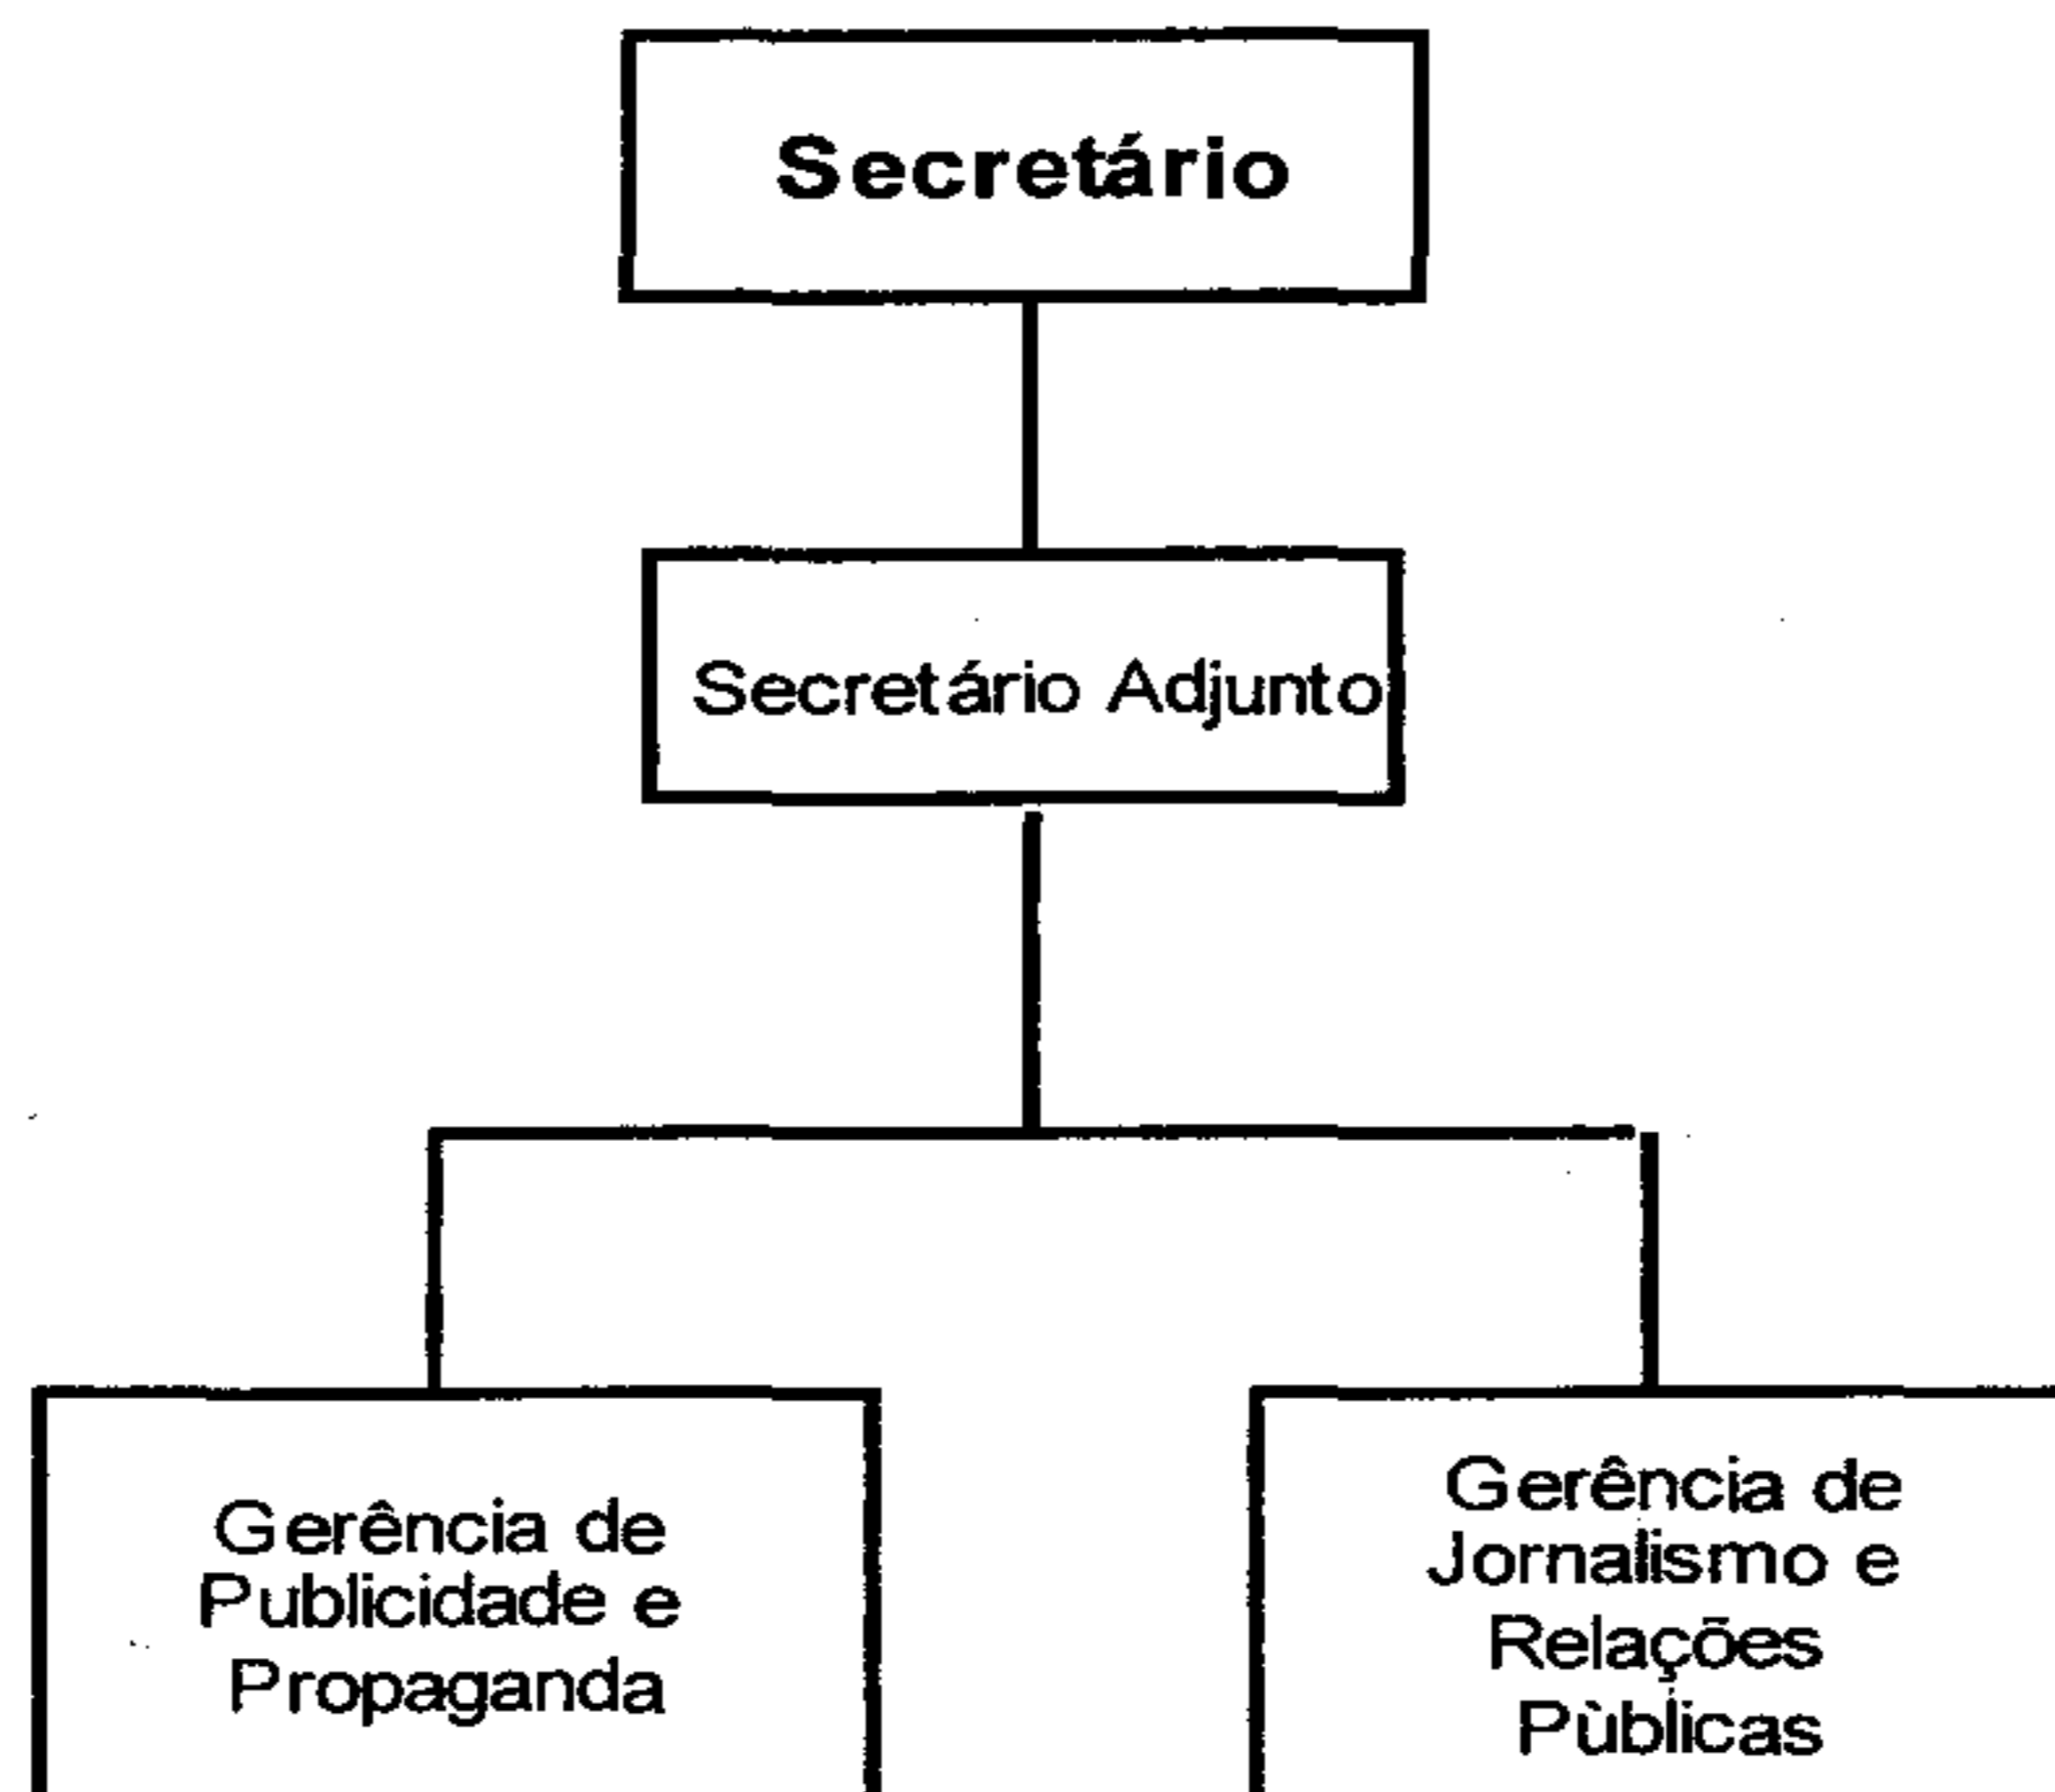 Secretário
Secretário Adjunto
Gerência de
Publicidade e
Propaganda
Gerência de
Jornalismo e
Relações
Pùblicas